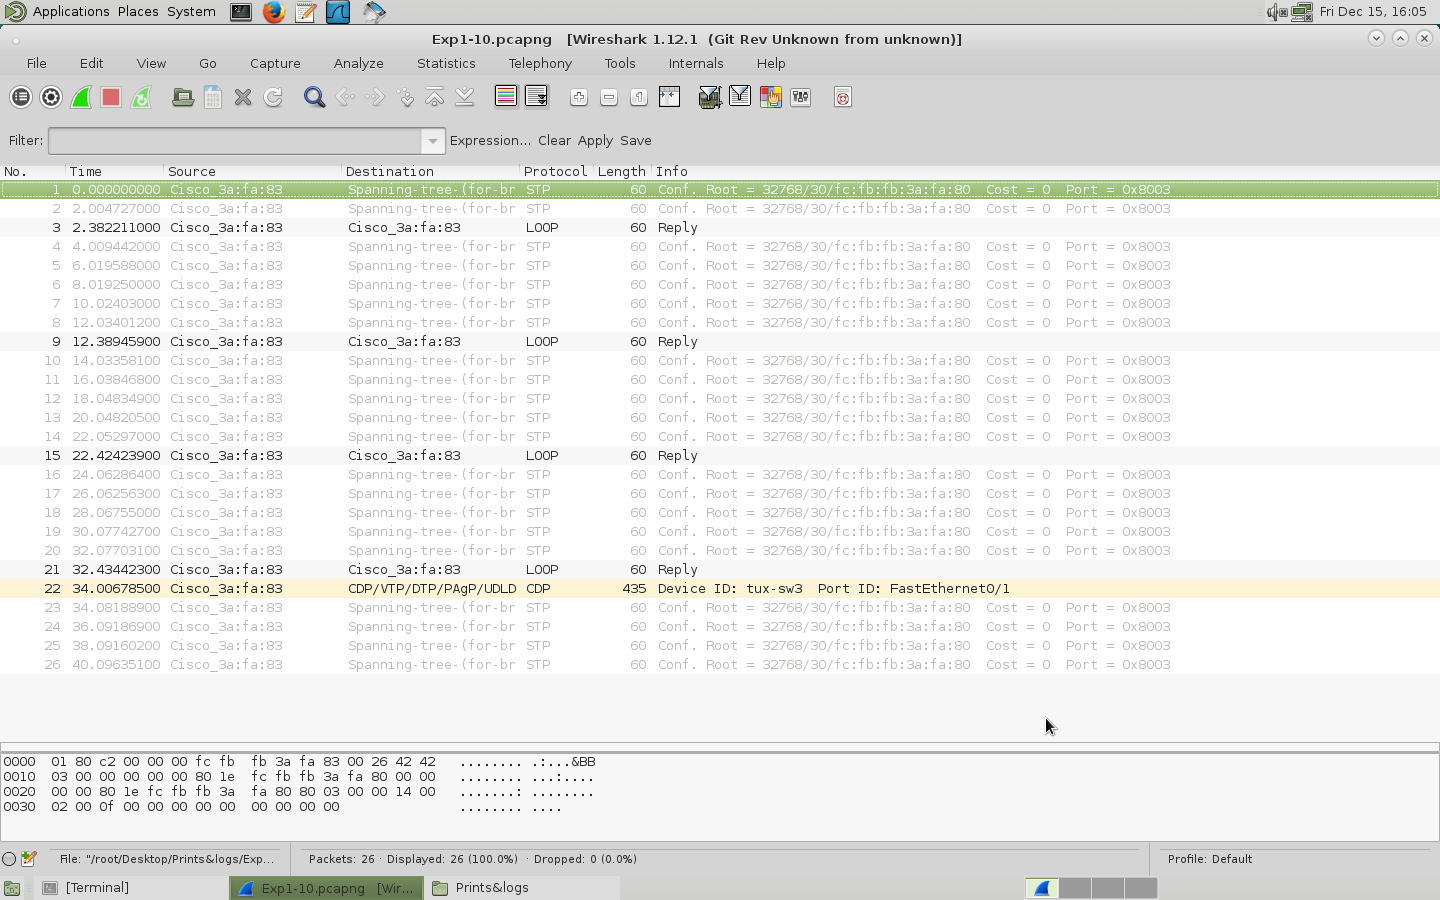 Applications Places System Fri Dec 15, 16:05
Exp1-10.pcapng [Wireshark 1.12.1 (Git Rev Unknown from unknown)]
File Edit View Go Capture Analyze Statistics Telephony Tools Internals Help
Filter: Expression... Clear Apply Save
No. Time Source Destination Protocol Length Info
1 0.000000000 Cisco_3a:fa:83 Spanning-tree-(for-br STP 60 Conf. Root = 32768/30/fc:fb:fb:3a:fa:80 Cost = 0 Port = 0x8003
2 2.004727000 Cisco_3a:fa:83 Spanning-tree-(for-br STP 60 Conf. Root = 32768/30/fc:fb:fb:3a:fa:80 Cost = 0 Port = 0x8003
3 2.382211000 Cisco_3a:fa:83 Cisco_3a:fa:83 LOOP 60 Reply
4 4.009442000 Cisco_3a:fa:83 Spanning-tree-(for-br STP 60 Conf. Root = 32768/30/fc:fb:fb:3a:fa:80 Cost = 0 Port = 0x8003
5 6.019588000 Cisco_3a:fa:83 Spanning-tree-(for-br STP 60 Conf. Root = 32768/30/fc:fb:fb:3a:fa:80 Cost = 0 Port = 0x8003
6 8.019250000 Cisco_3a:fa:83 Spanning-tree-(for-br STP 60 Conf. Root = 32768/30/fc:fb:fb:3a:fa:80 Cost = 0 Port = 0x8003
7 10.02403000 Cisco_3a:fa:83 Spanning-tree-(for-br STP 60 Conf. Root = 32768/30/fc:fb:fb:3a:fa:80 Cost = 0 Port = 0x8003
8 12.03401200 Cisco_3a:fa:83 Spanning-tree-(for-br STP 60 Conf. Root = 32768/30/fc:fb:fb:3a:fa:80 Cost = 0 Port = 0x8003
9 12.38945900 Cisco_3a:fa:83 Cisco_3a:fa:83 LOOP 60 Reply
10 14.03358100 Cisco_3a:fa:83 Spanning-tree-(for-br STP 60 Conf. Root = 32768/30/fc:fb:fb:3a:fa:80 Cost = 0 Port = 0x8003
11 16.03846800 Cisco_3a:fa:83 Spanning-tree-(for-br STP 60 Conf. Root = 32768/30/fc:fb:fb:3a:fa:80 Cost = 0 Port = 0x8003
12 18.04834900 Cisco_3a:fa:83 Spanning-tree-(for-br STP 60 Conf. Root = 32768/30/fc:fb:fb:3a:fa:80 Cost = 0 Port = 0x8003
13 20.04820500 Cisco_3a:fa:83 Spanning-tree-(for-br STP 60 Conf. Root = 32768/30/fc:fb:fb:3a:fa:80 Cost = 0 Port = 0x8003
14 22.05297000 Cisco_3a:fa:83 Spanning-tree-(for-br STP 60 Conf. Root = 32768/30/fc:fb:fb:3a:fa:80 Cost = 0 Port = 0x8003
15 22.42423900 Cisco_3a:fa:83 Cisco_3a:fa:83 LOOP 60 Reply
16 24.06286400 Cisco_3a:fa:83 Spanning-tree-(for-br STP 60 Conf. Root = 32768/30/fc:fb:fb:3a:fa:80 Cost = 0 Port = 0x8003
17 26.06256300 Cisco_3a:fa:83 Spanning-tree-(for-br STP 60 Conf. Root = 32768/30/fc:fb:fb:3a:fa:80 Cost = 0 Port = 0x8003
18 28.06755000 Cisco_3a:fa:83 Spanning-tree-(for-br STP 60 Conf. Root = 32768/30/fc:fb:fb:3a:fa:80 Cost = 0 Port = 0x8003
19 30.07742700 Cisco_3a:fa:83 Spanning-tree-(for-br STP 60 Conf. Root = 32768/30/fc:fb:fb:3a:fa:80 Cost = 0 Port = 0x8003
20 32.07703100 Cisco_3a:fa:83 Spanning-tree-(for-br STP 60 Conf. Root = 32768/30/fc:fb:fb:3a:fa:80 Cost = 0 Port = 0x8003
21 32.43442300 Cisco_3a:fa:83 Cisco_3a:fa:83 LOOP 60 Reply
22 34.00678500 Cisco_3a:fa:83 CDP/VTP/DTP/PAgP/UDLD CDP 435 Device ID: tux-sw3 Port ID: FastEthernet0/1
23 34.08188900 Cisco_3a:fa:83 Spanning-tree-(for-br STP 60 Conf. Root = 32768/30/fc:fb:fb:3a:fa:80 Cost = 0 Port = 0x8003
24 36.09186900 Cisco_3a:fa:83 Spanning-tree-(for-br STP 60 Conf. Root = 32768/30/fc:fb:fb:3a:fa:80 Cost = 0 Port = 0x8003
25 38.09160200 Cisco_3a:fa:83 Spanning-tree-(for-br STP 60 Conf. Root = 32768/30/fc:fb:fb:3a:fa:80 Cost = 0 Port = 0x8003
26 40.09635100 Cisco_3a:fa:83 Spanning-tree-(for-br STP 60 Conf. Root = 32768/30/fc:fb:fb:3a:fa:80 Cost = 0 Port = 0x8003
0000 01 80 c2 00 00 00 fc fb fb 3a fa 83 00 26 42 42 ........ .:...&BB
0010 03 00 00 00 00 00 80 1e fc fb fb 3a fa 80 00 00 ........ ...:....
0020 00 00 80 1e fc fb fb 3a fa 80 80 03 00 00 14 00 .......: ........
0030 02 00 0f 00 00 00 00 00 00 00 00 00 ........ ....
File: "/root/Desktop/Prints&logs/Exp... Packets: 26 · Displayed: 26 (100.0%) · Dropped: 0 (0.0%) Profile: Default
[Terminal] Exp1-10.pcapng [Wir... Prints&logs